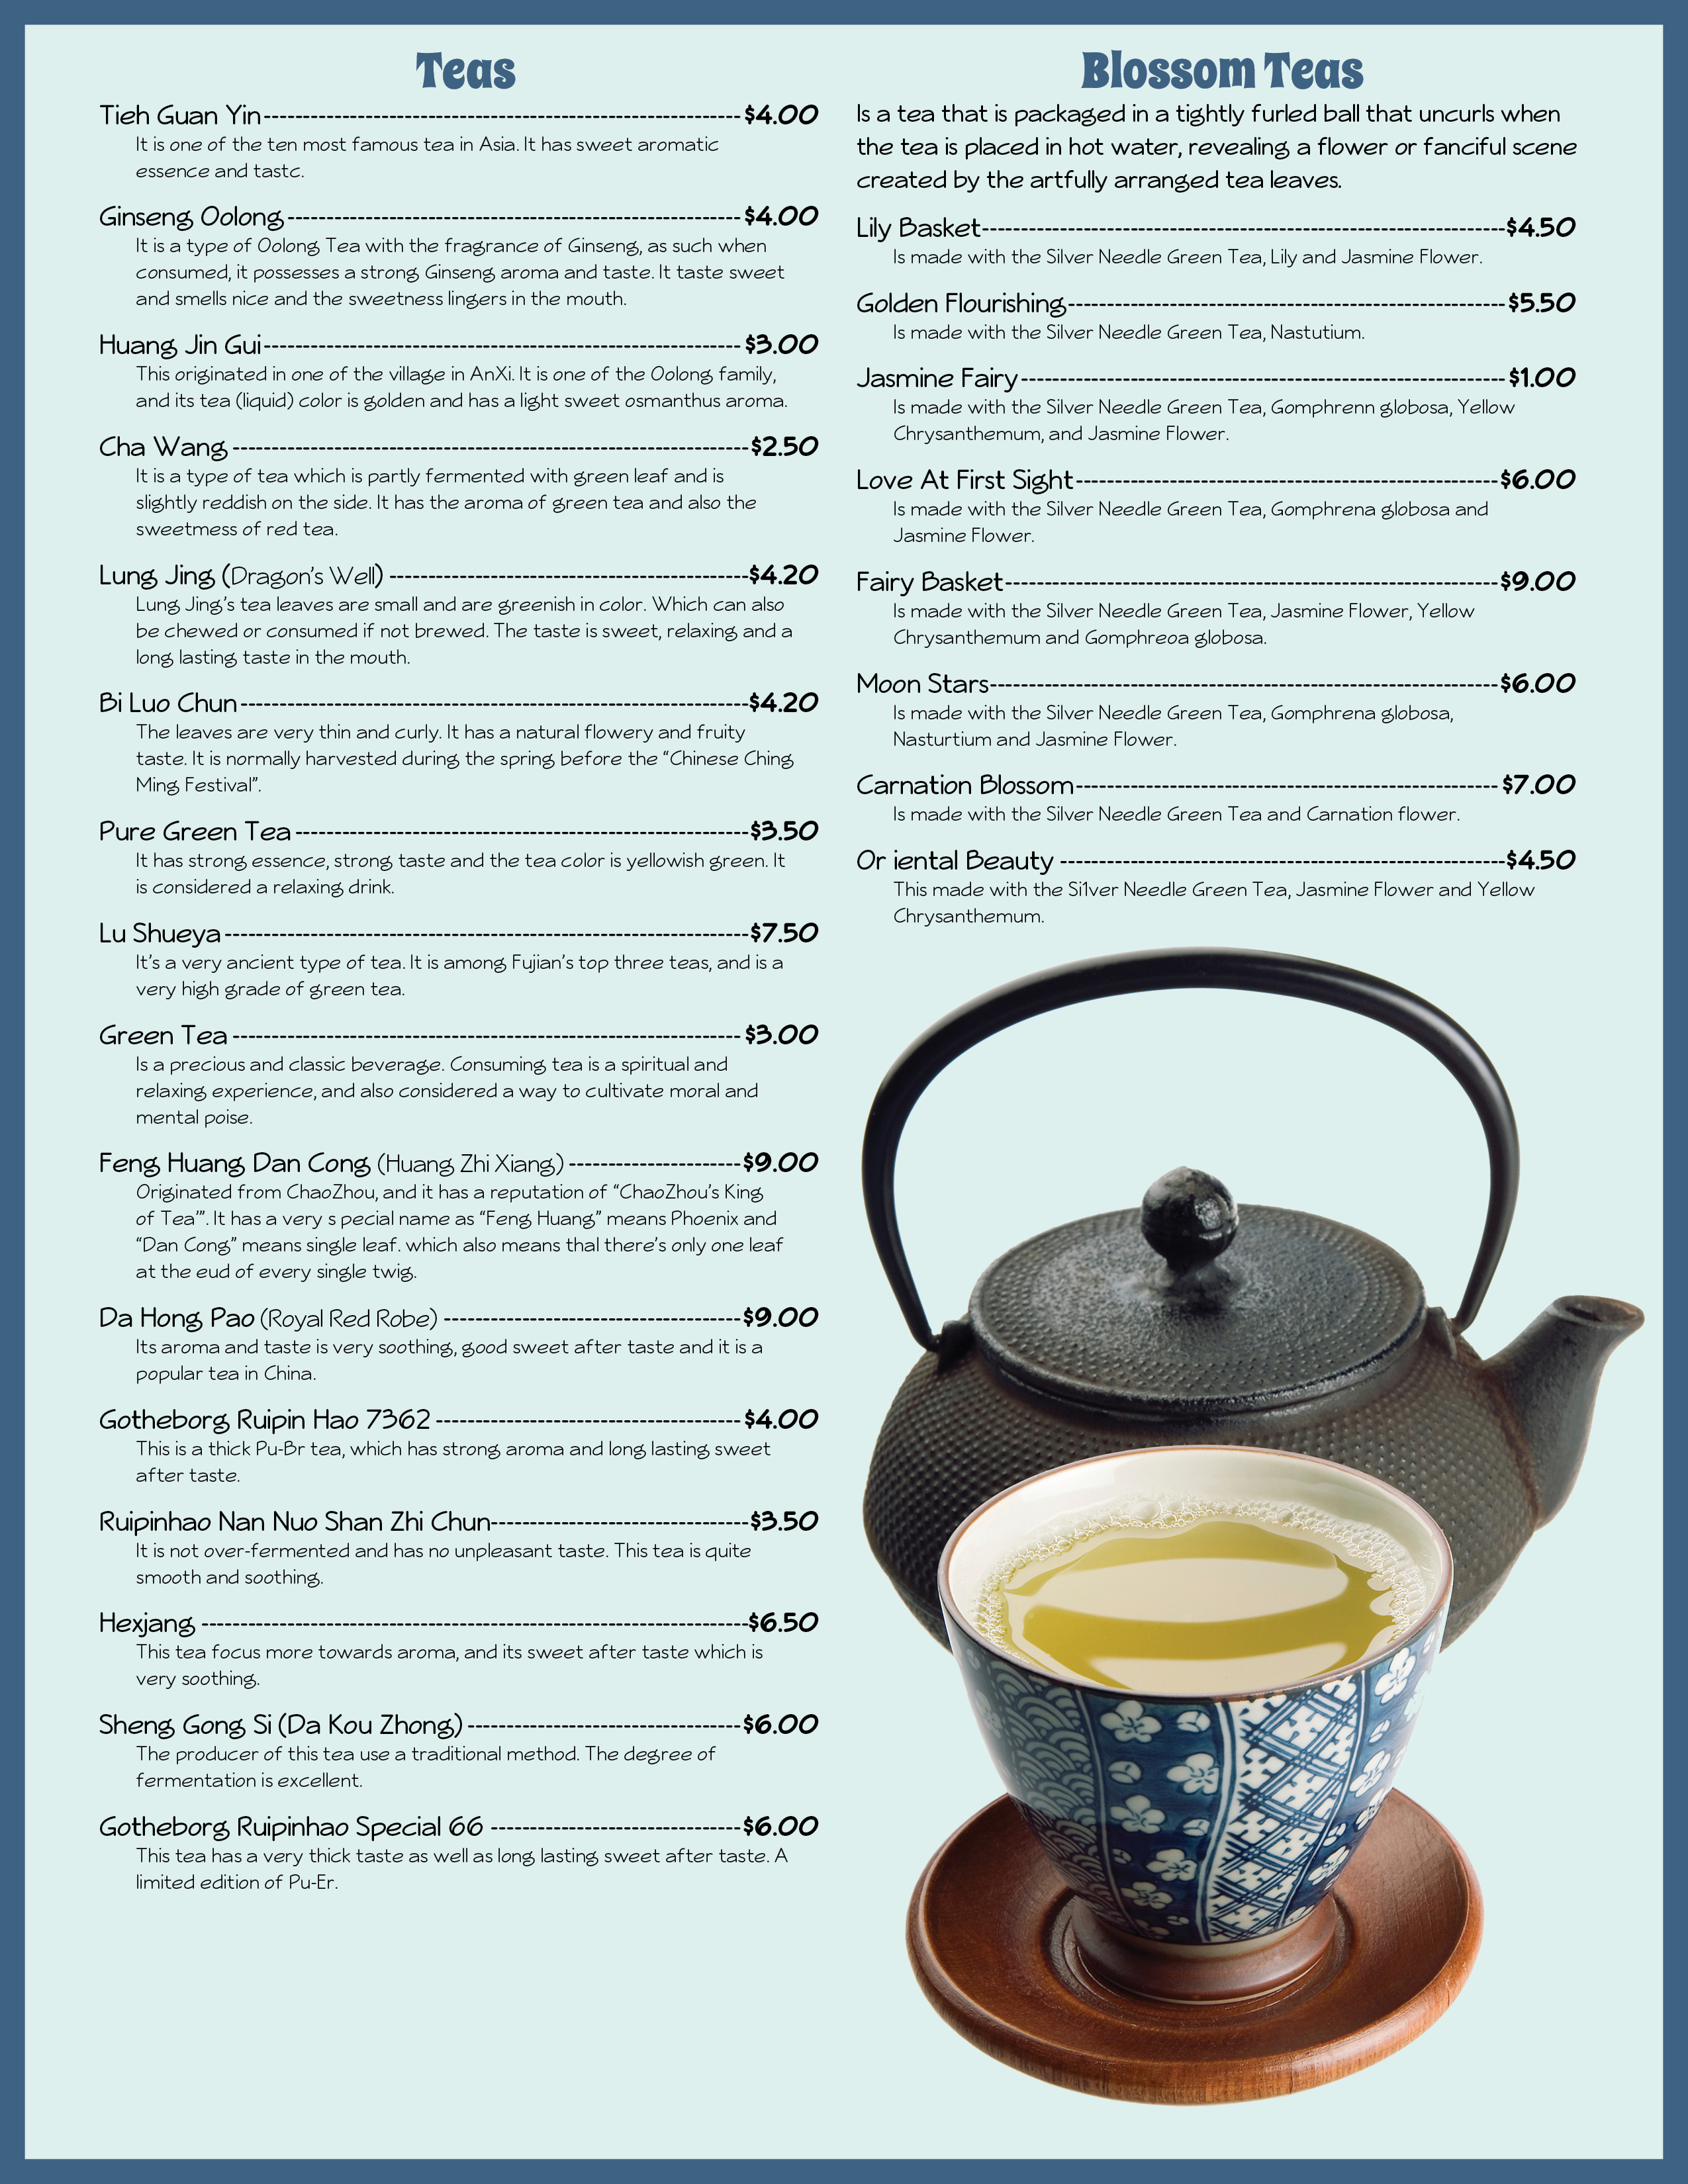 Teas
Tieh Guan Yin------------------------------------------------------------- $4.00
It is one of the ten most famous tea in Asia. It has sweet aromatic
essence and tastc.
Ginseng Oolong---------------------------------------------------------- $4.00
It is a type of Oolong Tea with the fragrance of Ginseng, as such when
consumed, it possesses a strong Ginseng aroma and taste. It taste sweet
and smells nice and the sweetness lingers in the mouth.
Huang Jin Gui------------------------------------------------------------- $3.00
This originated in one of the village in AnXi. It is one of the Oolong family,
and its tea (liquid) color is golden and has a light sweet osmanthus aroma.
Cha Wang ------------------------------------------------------------------$2.50
It is a type of tea which is partly fermented with green leaf and is
slightly reddish on the side. It has the aroma of green tea and also the
sweetmess of red tea.
Lung Jing (Dragon's Well) ----------------------------------------------$4.20
Lung Jing's tea leaves are small and are greenish in color. Which can also
be chewed or consumed if not brewed. The taste is sweet, relaxing and a
long lasting taste in the mouth.
Bi Luo Chun -----------------------------------------------------------------$4.20
The leaves are very thin and curly. It has a natural flowery and fruity
taste. It is normally harvested during the spring before the “Chinese Ching
Ming Festival”.
Pure Green Tea ----------------------------------------------------------$3.50
It has strong essence, strong taste and the tea color is yellowish green. It
is considered a relaxing drink.
Lu Shueya -------------------------------------------------------------------$7.50
It's a very ancient type of tea. It is among Fujian's top three teas, and is a
very high grade of green tea.
Green Tea ----------------------------------------------------------------- $3.00
Is a precious and classic beverage. Consuming tea is a spiritual and
relaxing experience, and also considered a way to cultivate moral and
mental poise.
Feng Huang Dan Cong (Huang Zhi Xiang) ----------------------$9.00
Originated from ChaoZhou, and it has a reputation of “ChaoZhou's King
of Tea'”. It has a very s pecial name as “Feng Huang” means Phoenix and
“Dan Cong” means single leaf. which also means thal there's only one leaf
at the eud of every single twig.
Da Hong Pao (Royal Red Robe) --------------------------------------$9.00
Its aroma and taste is very soothing, good sweet after taste and it is a
popular tea in China.
Gotheborg Ruipin Hao 7362 --------------------------------------- $4.00
This is a thick Pu-Br tea, which has strong aroma and long lasting sweet
after taste.
Ruipinhao Nan Nuo Shan Zhi Chun---------------------------------$3.50
It is not over-fermented and has no unpleasant taste. This tea is quite
smooth and soothing.
Hexjang ----------------------------------------------------------------------$6.50
This tea focus more towards aroma, and its sweet after taste which is
very soothing.
Sheng Gong Si (Da Kou Zhong) -----------------------------------$6.00
The producer of this tea use a traditional method. The degree of
fermentation is excellent.
Gotheborg Ruipinhao Special 66 --------------------------------$6.00
This tea has a very thick taste as well as long lasting sweet after taste. A
limited edition of Pu-Er.
Blossom Teas
Is a tea that is packaged in a tightly furled ball that uncurls when
the tea is placed in hot water, revealing a flower or fanciful scene
created by the artfully arranged tea leaves.
Lily Basket-------------------------------------------------------------------$4.50
Is made with the Silver Needle Green Tea, Lily and Jasmine Flower.
Golden Flourishing-------------------------------------------------------- $5.50
Is made with the Silver Needle Green Tea, Nastutium.
Jasmine Fairy-------------------------------------------------------------- $1.00
Is made with the Silver Needle Green Tea, Gomphrenn globosa, Yellow
Chrysanthemum, and Jasmine Flower.
Love At First Sight------------------------------------------------------$6.00
Is made with the Silver Needle Green Tea, Gomphrena globosa and
Jasmine Flower.
Fairy Basket---------------------------------------------------------------$9.00
Is made with the Silver Needle Green Tea, Jasmine Flower, Yellow
Chrysanthemum and Gomphreoa globosa.
Moon Stars-----------------------------------------------------------------$6.00
Is made with the Silver Needle Green Tea, Gomphrena globosa,
Nasturtium and Jasmine Flower.
Carnation Blossom------------------------------------------------------ $7.00
Is made with the Silver Needle Green Tea and Carnation flower.
Or iental Beauty ---------------------------------------------------------$4.50
This made with the Si1ver Needle Green Tea, Jasmine Flower and Yellow
Chrysanthemum.